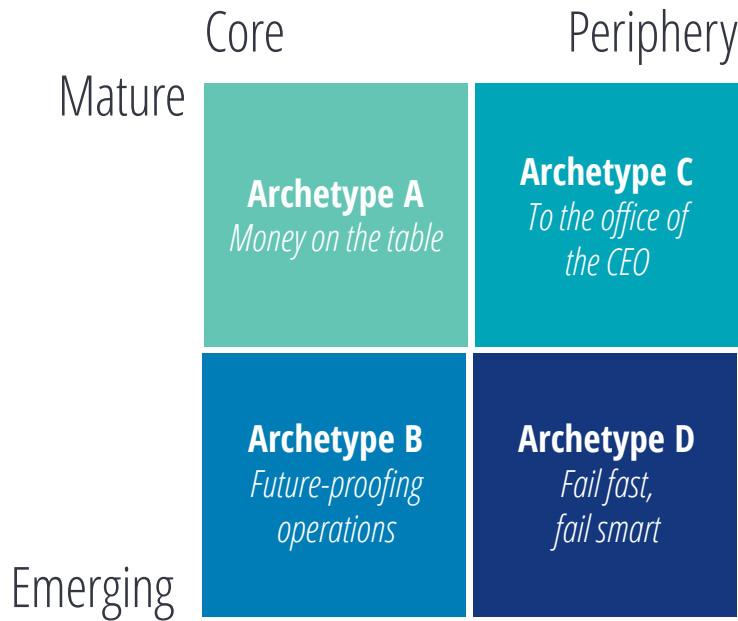 Core
Periphery
Mature
Archetype A
Money on the table
Archetype C
To the office of
the CEO
Archetype B
Future-proofing
operations
Archetype D
Fail fast,
fail smart
Emerging